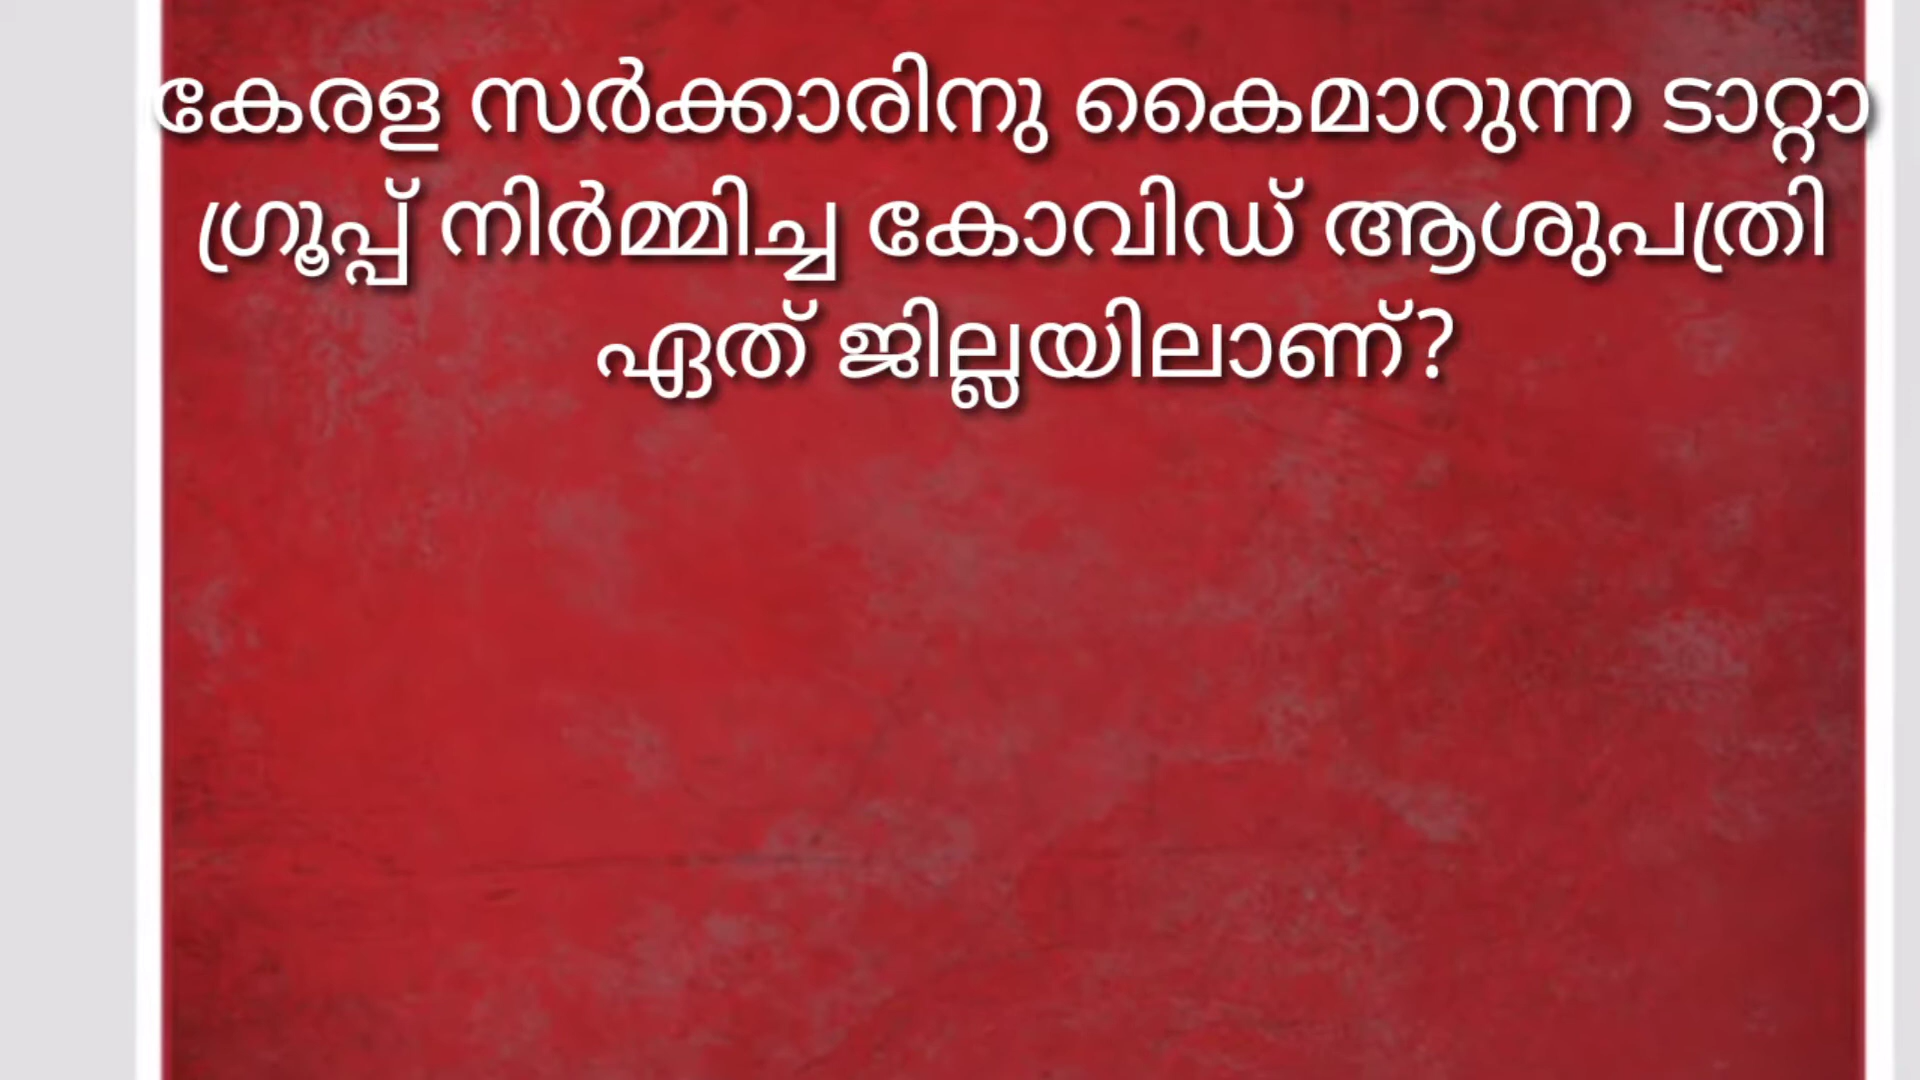 കേരള സർക്കാരിനു കൈമാറുന്ന ടാറ്റാ
ഗ്രൂപ്പ് നിർമ്മിച്ച കോവിഡ് ആശുപത്രി
ഏത് ജില്ലയിലാണ്?